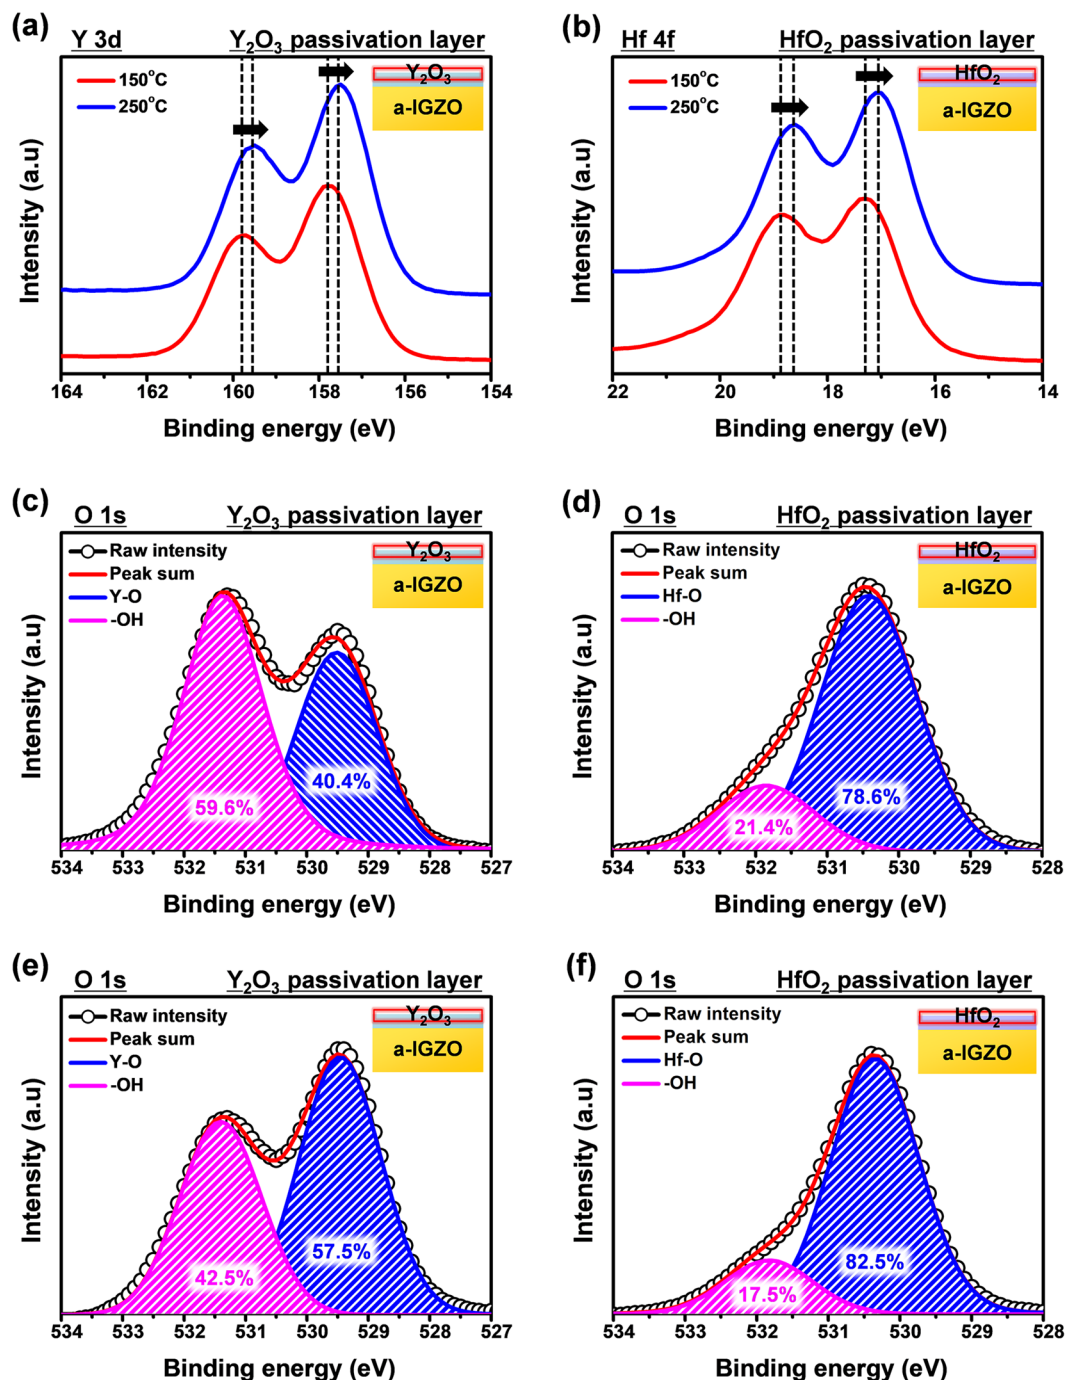 (a) Y 3d Y₂O₃ passivation layer
150°C
250°C
Y₂O₃
a-IGZO
Intensity (a.u)
164 162 160 158 156 154
Binding energy (eV)
(b) Hf 4f HfO₂ passivation layer
150°C
250°C
HfO₂
a-IGZO
Intensity (a.u)
22 20 18 16 14
Binding energy (eV)
(c) O 1s Y₂O₃ passivation layer
Raw intensity
Peak sum
Y-O
-OH
Y₂O₃
a-IGZO
40.4%
59.6%
Intensity (a.u)
534 533 532 531 530 529 528 527
Binding energy (eV)
(d) O 1s HfO₂ passivation layer
Raw intensity
Peak sum
Hf-O
-OH
HfO₂
a-IGZO
78.6%
21.4%
Intensity (a.u)
534 533 532 531 530 529 528
Binding energy (eV)
(e) O 1s Y₂O₃ passivation layer
Raw intensity
Peak sum
Y-O
-OH
Y₂O₃
a-IGZO
57.5%
42.5%
Intensity (a.u)
534 533 532 531 530 529 528 527
Binding energy (eV)
(f) O 1s HfO₂ passivation layer
Raw intensity
Peak sum
Hf-O
-OH
HfO₂
a-IGZO
82.5%
17.5%
Intensity (a.u)
534 533 532 531 530 529 528
Binding energy (eV)